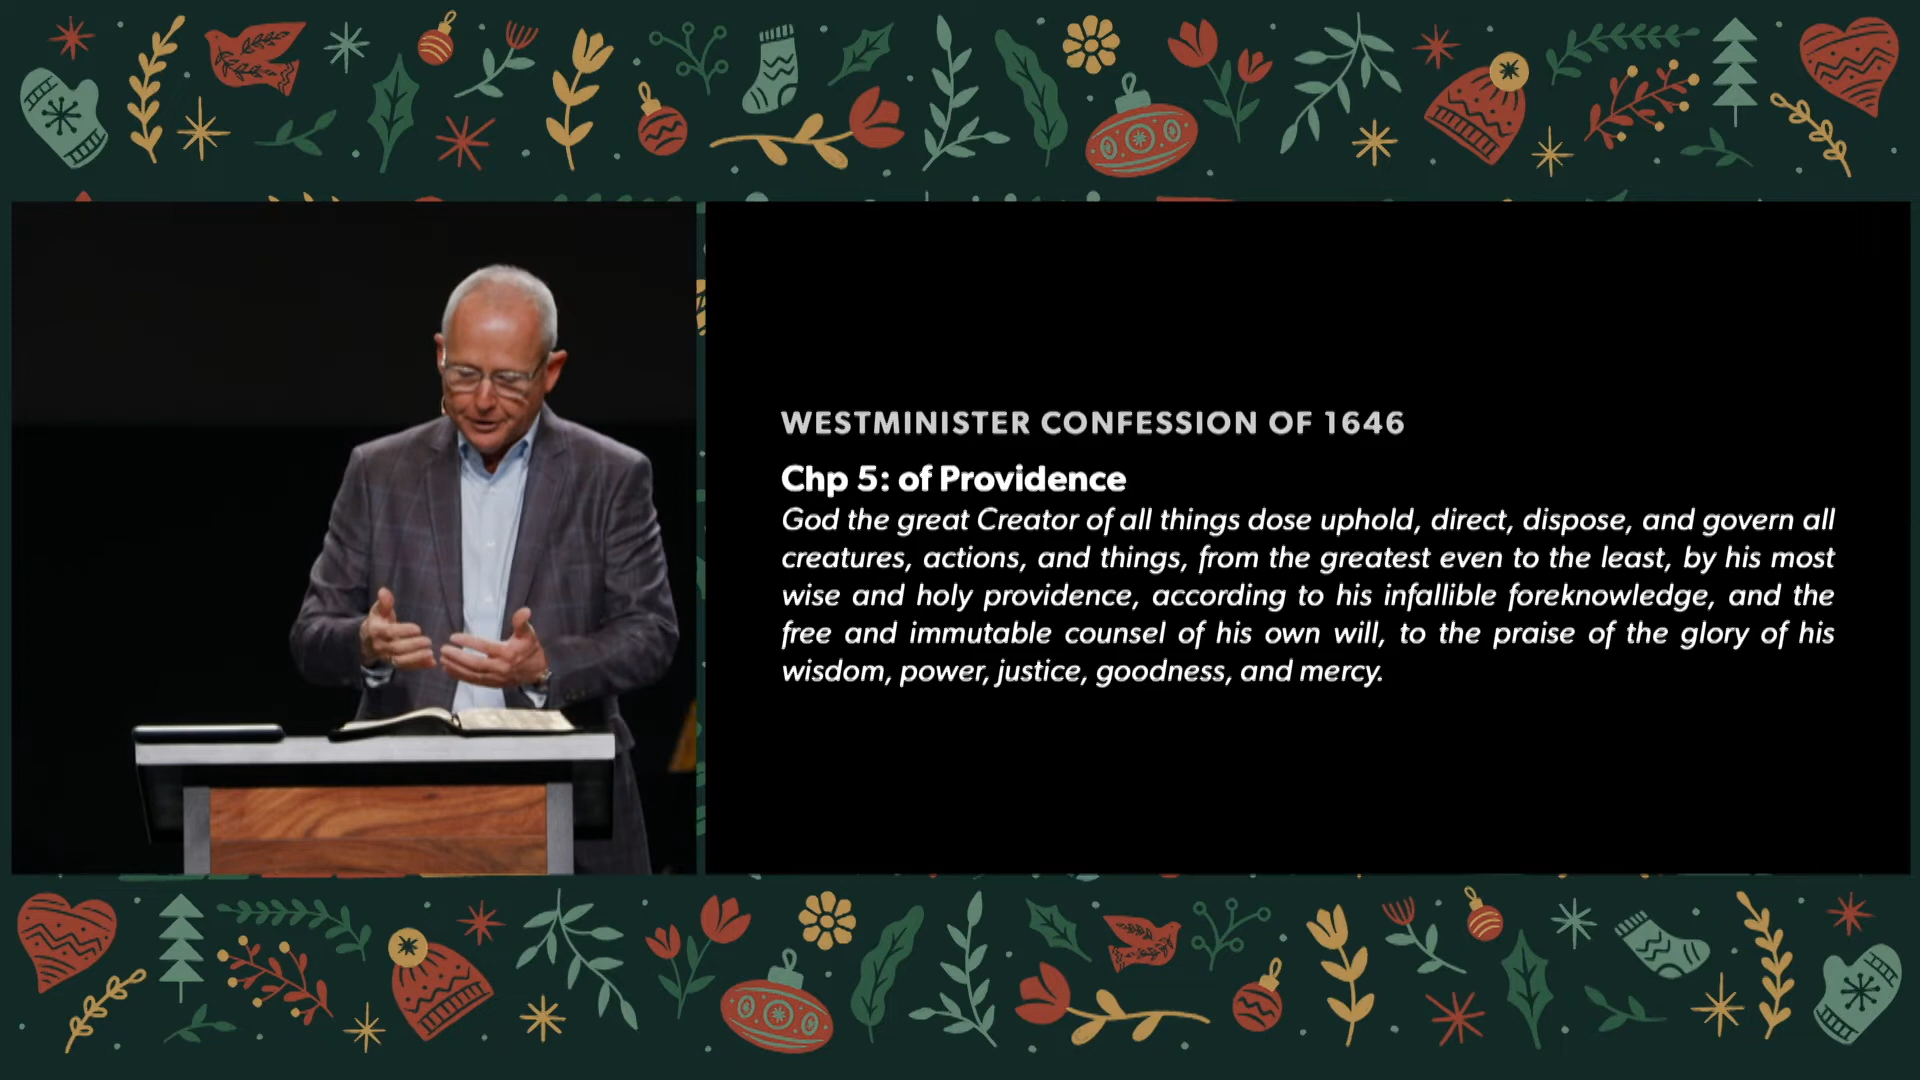 WESTMINISTER CONFESSION OF 1646
Chp 5: of Providence
God the great Creator of all things dose uphold, direct, dispose, and govern all
creatures, actions, and things, from the greatest even to the least, by his most
wise and holy providence, according to his infallible foreknowledge, and the
free and immutable counsel of his own will, to the praise of the glory of his
wisdom, power, justice, goodness, and mercy.